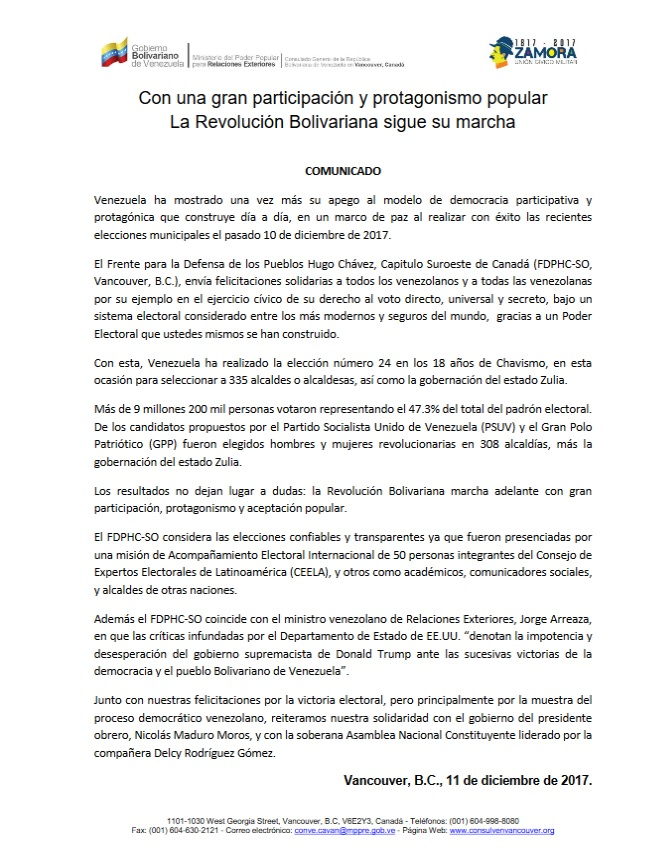 Gobierno
Bolivariano
de Venezuela
Ministerio del Poder Popular
para Relaciones Exteriores
Consulado General de la República
Bolivariana de Venezuela en Vancouver, Canadá
1817 - 2017
ZAMORA
UNIÓN CÍVICO MILITAR
Con una gran participación y protagonismo popular
La Revolución Bolivariana sigue su marcha
COMUNICADO
Venezuela ha mostrado una vez más su apego al modelo de democracia participativa y
protagónica que construye día a día, en un marco de paz al realizar con éxito las recientes
elecciones municipales el pasado 10 de diciembre de 2017.
El Frente para la Defensa de los Pueblos Hugo Chávez, Capitulo Suroeste de Canadá (FDPHC-SO,
Vancouver, B.C.), envía felicitaciones solidarias a todos los venezolanos y a todas las venezolanas
por su ejemplo en el ejercicio cívico de su derecho al voto directo, universal y secreto, bajo un
sistema electoral considerado entre los más modernos y seguros del mundo, gracias a un Poder
Electoral que ustedes mismos se han construido.
Con esta, Venezuela ha realizado la elección número 24 en los 18 años de Chavismo, en esta
ocasión para seleccionar a 335 alcaldes o alcaldesas, así como la gobernación del estado Zulia.
Más de 9 millones 200 mil personas votaron representando el 47.3% del total del padrón electoral.
De los candidatos propuestos por el Partido Socialista Unido de Venezuela (PSUV) y el Gran Polo
Patriótico (GPP) fueron elegidos hombres y mujeres revolucionarias en 308 alcaldías, más la
gobernación del estado Zulia.
Los resultados no dejan lugar a dudas: la Revolución Bolivariana marcha adelante con gran
participación, protagonismo y aceptación popular.
El FDPHC-SO considera las elecciones confiables y transparentes ya que fueron presenciadas por
una misión de Acompañamiento Electoral Internacional de 50 personas integrantes del Consejo de
Expertos Electorales de Latinoamérica (CEELA), y otros como académicos, comunicadores sociales,
y alcaldes de otras naciones.
Además el FDPHC-SO coincide con el ministro venezolano de Relaciones Exteriores, Jorge Arreaza,
en que las críticas infundadas por el Departamento de Estado de EE.UU. “denotan la impotencia y
desesperación del gobierno supremacista de Donald Trump ante las sucesivas victorias de la
democracia y el pueblo Bolivariano de Venezuela”.
Junto con nuestras felicitaciones por la victoria electoral, pero principalmente por la muestra del
proceso democrático venezolano, reiteramos nuestra solidaridad con el gobierno del presidente
obrero, Nicolás Maduro Moros, y con la soberana Asamblea Nacional Constituyente liderado por la
compañera Delcy Rodríguez Gómez.
Vancouver, B.C., 11 de diciembre de 2017.
1101-1030 West Georgia Street, Vancouver, B.C, V6E2Y3, Canadá - Teléfonos: (001) 604-998-8080
Fax: (001) 604-630-2121 - Correo electrónico: conve.cavan@mppre.gob.ve - Página Web: www.consulvenvancouver.org